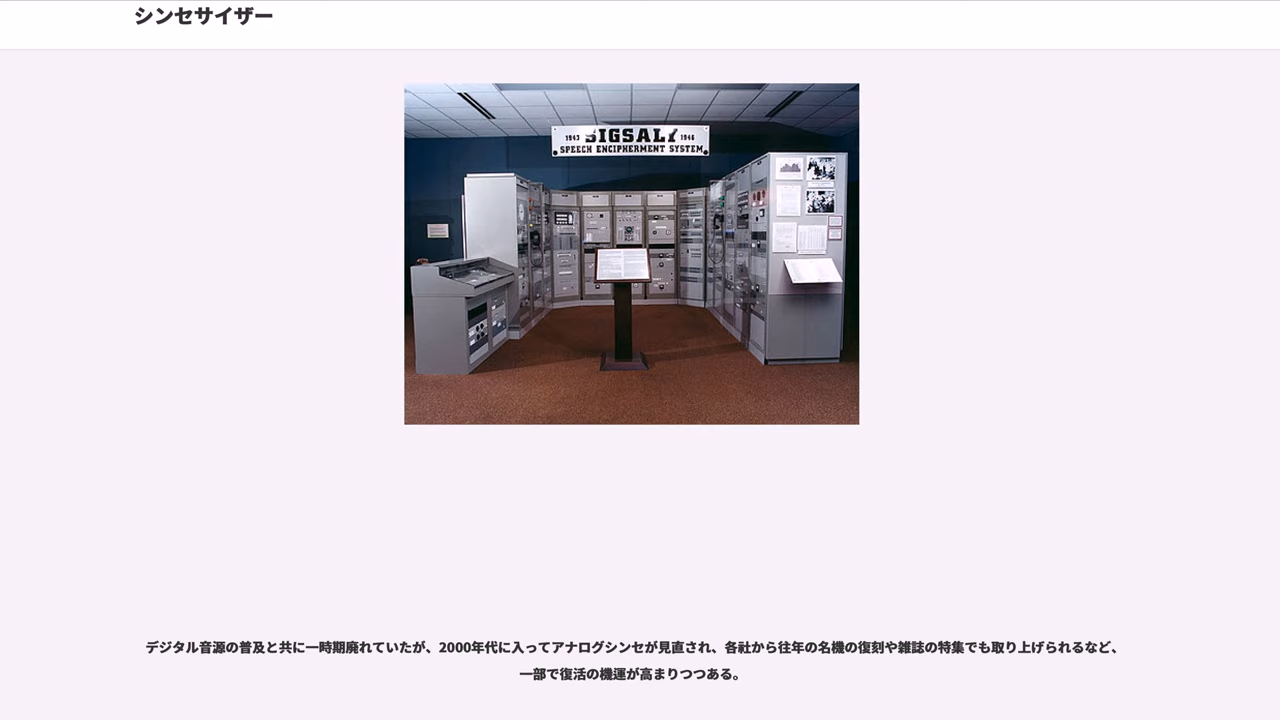 シンセサイザー
1943 SIGSALY 1946
SPEECH ENCIPHERMENT SYSTEM
デジタル音源の普及と共に一時期廃れていたが、2000年代に入ってアナログシンセが見直され、各社から往年の名機の復刻や雑誌の特集でも取り上げられるなど、
一部で復活の機運が高まりつつある。